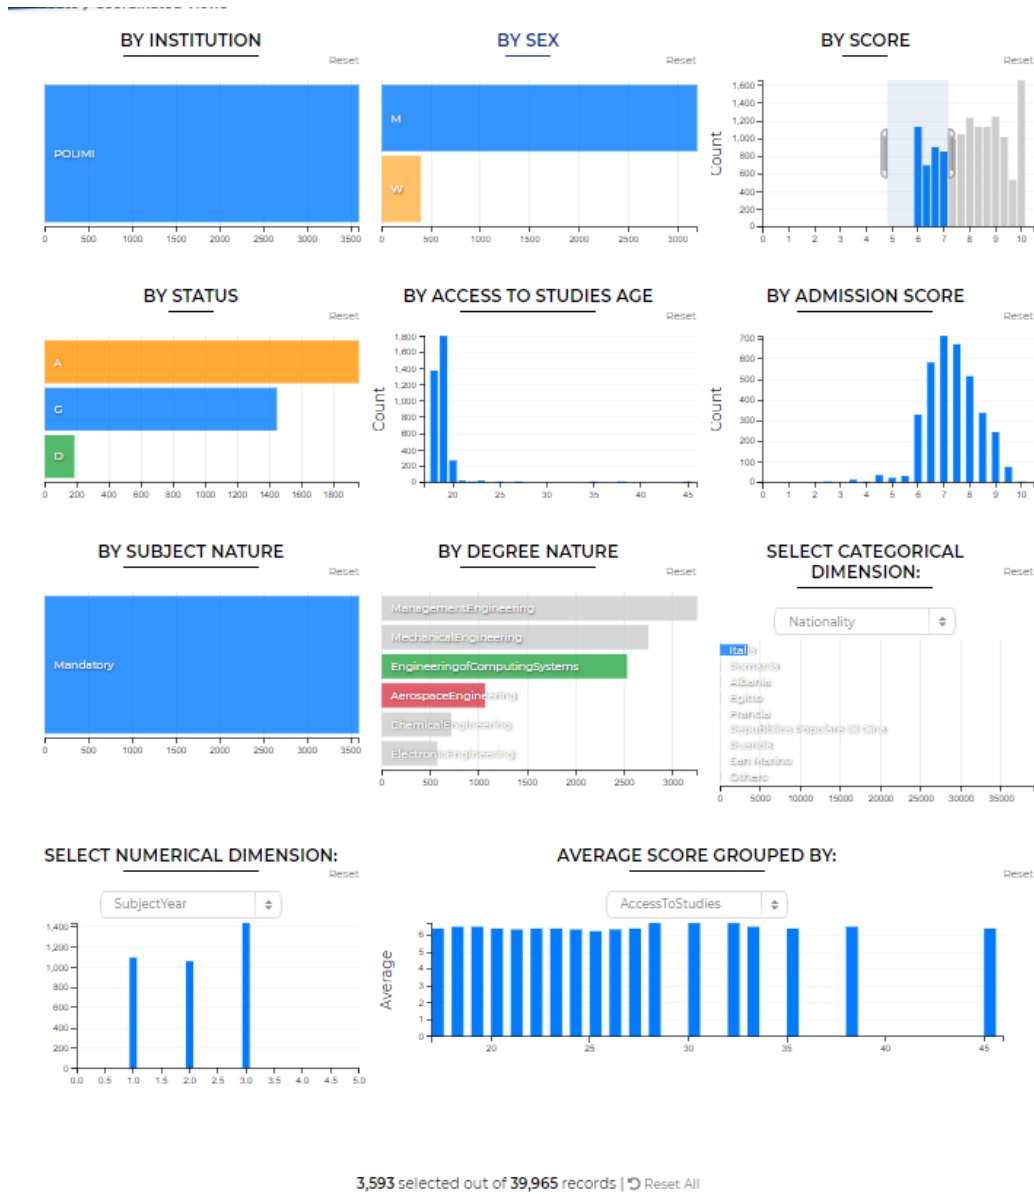 Coordinated Views
BY INSTITUTION
Reset
POLIMI
0 500 1000 1500 2000 2500 3000 3500
BY SEX
Reset
M
W
0 500 1000 1500 2000 2500 3000
BY SCORE
Reset
Count
1,600
1,400
1,200
1,000
800
600
400
200
0
0 1 2 3 4 5 6 7 8 9 10
BY STATUS
Reset
A
G
D
0 200 400 600 800 1000 1200 1400 1600 1800
BY ACCESS TO STUDIES AGE
Reset
Count
1,800
1,600
1,400
1,200
1,000
800
600
400
200
0
20 25 30 35 40 45
BY ADMISSION SCORE
Reset
Count
700
600
500
400
300
200
100
0
0 1 2 3 4 5 6 7 8 9 10
BY SUBJECT NATURE
Reset
Mandatory
0 500 1000 1500 2000 2500 3000 3500
BY DEGREE NATURE
Reset
ManagementEngineering
MechanicalEngineering
EngineeringofComputingSystems
AerospaceEngineering
ChemicalEngineering
ElectronicEngineering
0 500 1000 1500 2000 2500 3000
SELECT CATEGORICAL
DIMENSION:
Reset
Nationality
Italia
Romania
Albania
Egitto
Francia
Repubblica Popolare Di Cina
Ruanda
San Marino
Others
0 5000 10000 15000 20000 25000 30000 35000
SELECT NUMERICAL DIMENSION:
Reset
SubjectYear
1,400
1,200
1,000
800
600
400
200
0
0.0 0.5 1.0 1.5 2.0 2.5 3.0 3.5 4.0 4.5 5.0
AVERAGE SCORE GROUPED BY:
Reset
AccessToStudies
Average
6
5
4
3
2
1
0
20 25 30 35 40 45
3,593 selected out of 39,965 records | Reset All